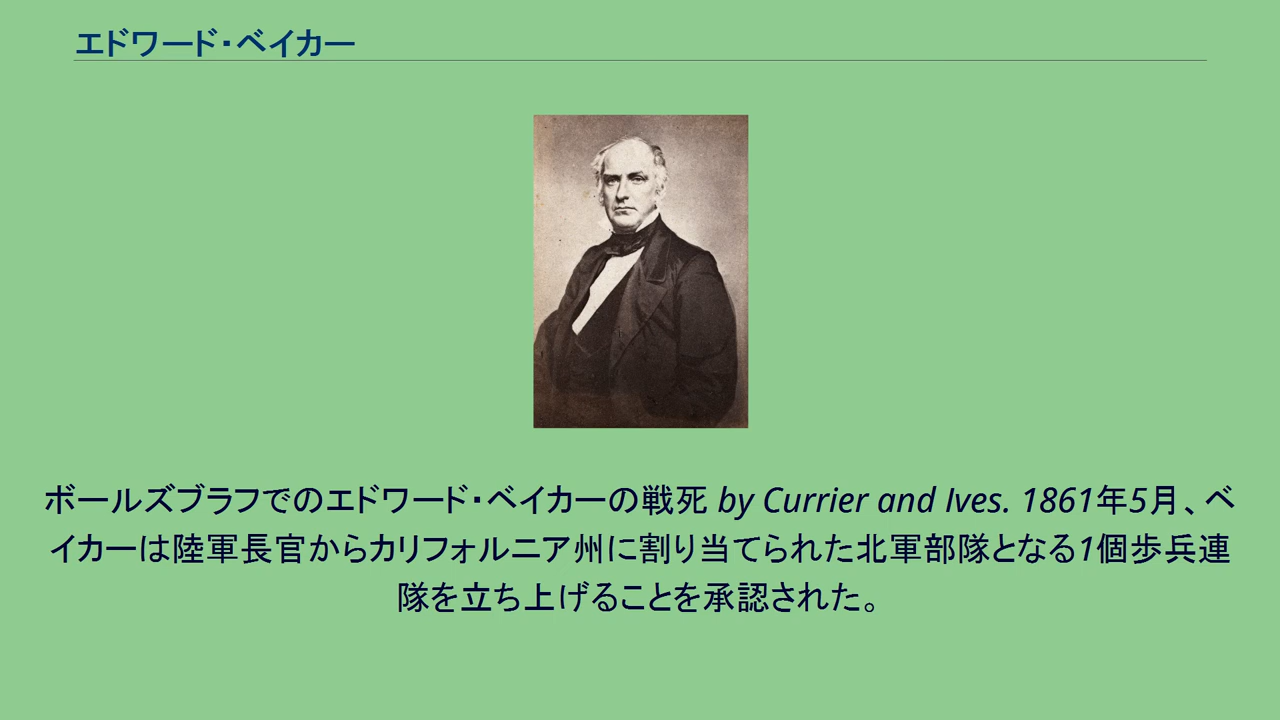 エドワード・ベイカー
ボールズブラフでのエドワード・ベイカーの戦死 by Currier and Ives. 1861年5月、ベ
イカーは陸軍長官からカリフォルニア州に割り当てられた北軍部隊となる1個歩兵連
隊を立ち上げることを承認された。